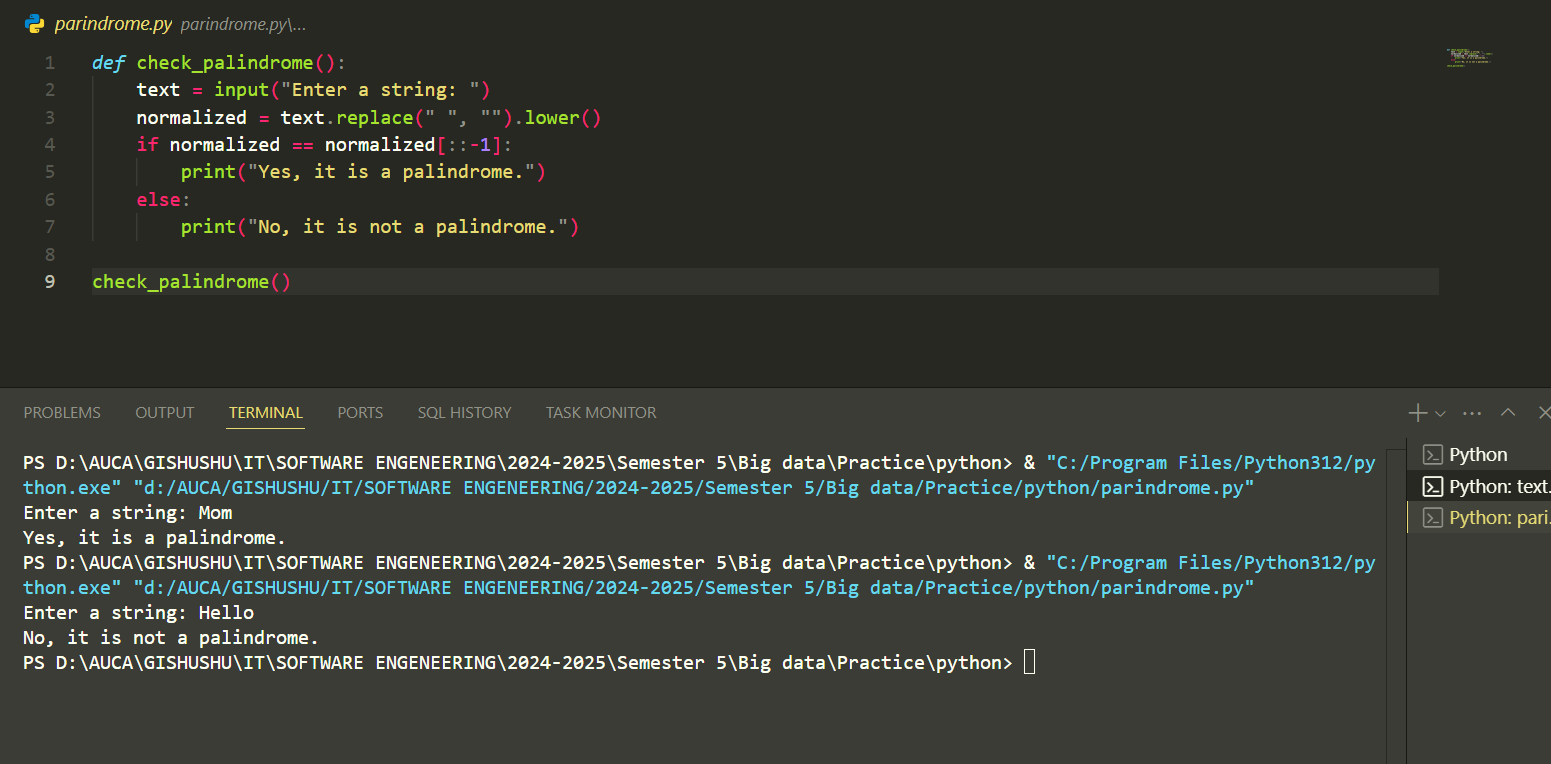 parindrome.py parindrome.py\...
1 def check_palindrome():
2     text = input("Enter a string: ")
3     normalized = text.replace(" ", "").lower()
4     if normalized == normalized[::-1]:
5         print("Yes, it is a palindrome.")
6     else:
7         print("No, it is not a palindrome.")
8
9 check_palindrome()
PROBLEMS OUTPUT TERMINAL PORTS SQL HISTORY TASK MONITOR
PS D:\AUCA\GISHUSHU\IT\SOFTWARE ENGENEERING\2024-2025\Semester 5\Big data\Practice\python> & "C:/Program Files/Python312/py
thon.exe" "d:/AUCA/GISHUSHU/IT/SOFTWARE ENGENEERING/2024-2025/Semester 5/Big data/Practice/python/parindrome.py"
Enter a string: Mom
Yes, it is a palindrome.
PS D:\AUCA\GISHUSHU\IT\SOFTWARE ENGENEERING\2024-2025\Semester 5\Big data\Practice\python> & "C:/Program Files/Python312/py
thon.exe" "d:/AUCA/GISHUSHU/IT/SOFTWARE ENGENEERING/2024-2025/Semester 5/Big data/Practice/python/parindrome.py"
Enter a string: Hello
No, it is not a palindrome.
PS D:\AUCA\GISHUSHU\IT\SOFTWARE ENGENEERING\2024-2025\Semester 5\Big data\Practice\python>
Python
Python: text.
Python: pari.